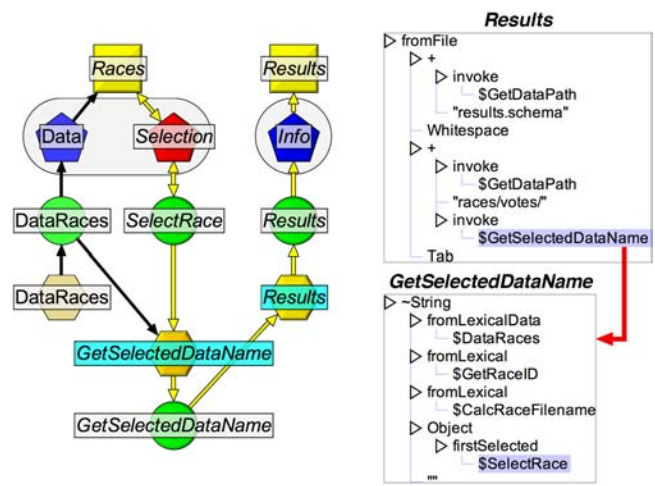 Races
Results
Data
Selection
Info
DataRaces
SelectRace
Results
DataRaces
Results
GetSelectedDataName
GetSelectedDataName
Results
fromFile
+
invoke
$GetDataPath
"results.schema"
Whitespace
+
invoke
$GetDataPath
"races/votes/"
invoke
$GetSelectedDataName
Tab
GetSelectedDataName
~String
fromLexicalData
$DataRaces
fromLexical
$GetRaceID
fromLexical
$CalcRaceFilename
Object
firstSelected
$SelectRace
""